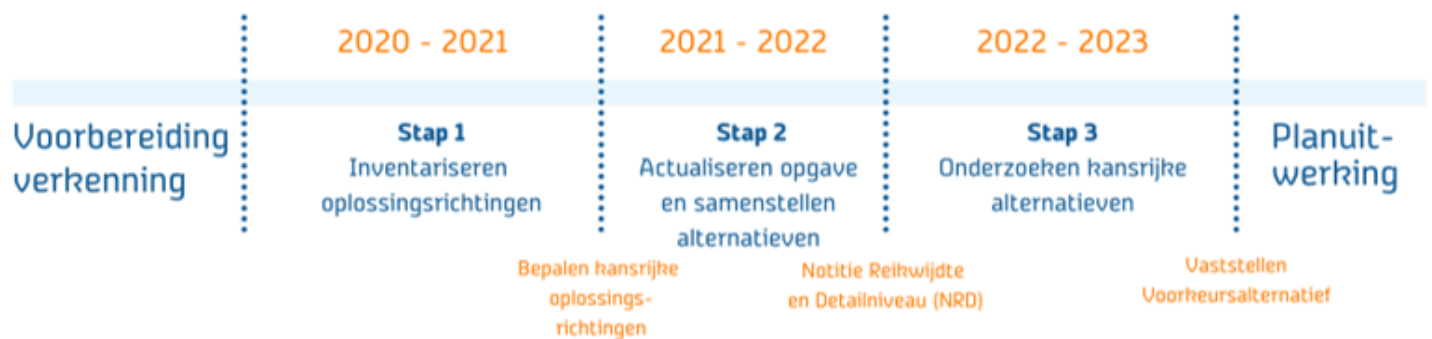 2020 - 2021
2021 - 2022
2022 - 2023
Voorbereiding
verkenning
Stap 1
Inventariseren
oplossingsrichtingen
Stap 2
Actualiseren opgave
en samenstellen
alternatieven
Stap 3
Onderzoeken kansrijke
alternatieven
Planuit-
werking
Bepalen kansrijke
oplossings-
richtingen
Notitie Reikwijdte
en Detailniveau (NRD)
Vaststellen
Voorkeursalternatief